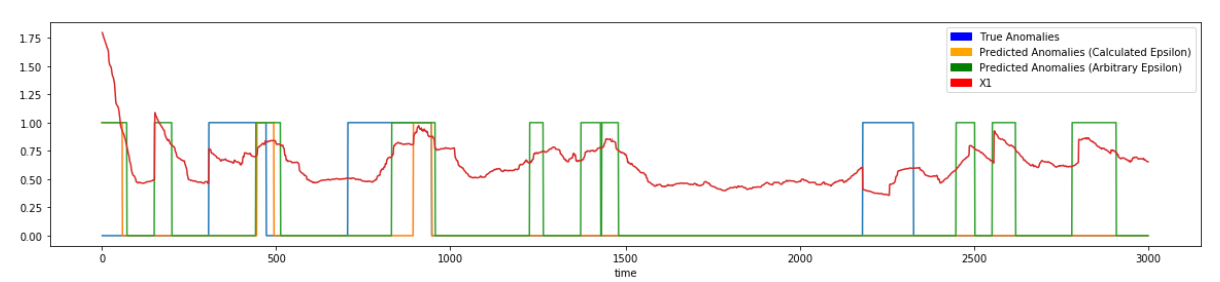 1.75
1.50
1.25
1.00
0.75
0.50
0.25
0.00
True Anomalies
Predicted Anomalies (Calculated Epsilon)
Predicted Anomalies (Arbitrary Epsilon)
X1
0 500 1000 1500 2000 2500 3000
time